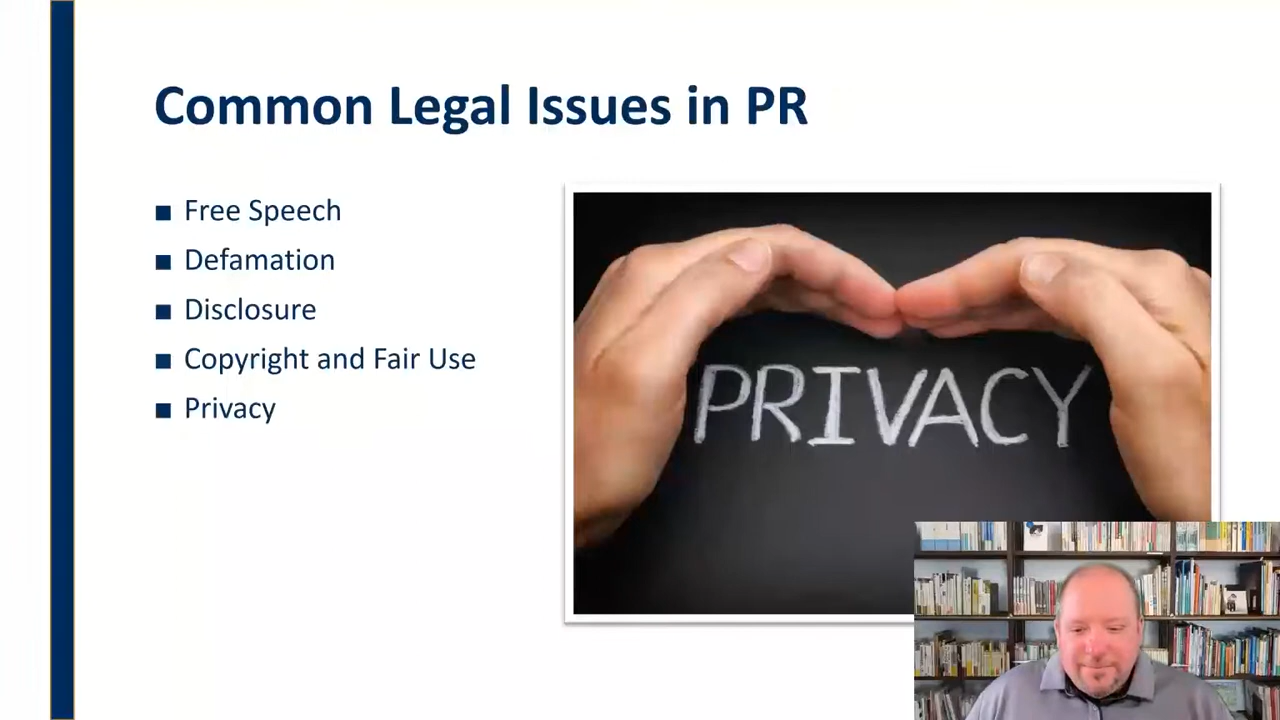 Common Legal Issues in PR
■ Free Speech
■ Defamation
■ Disclosure
■ Copyright and Fair Use
■ Privacy
PRIVACY